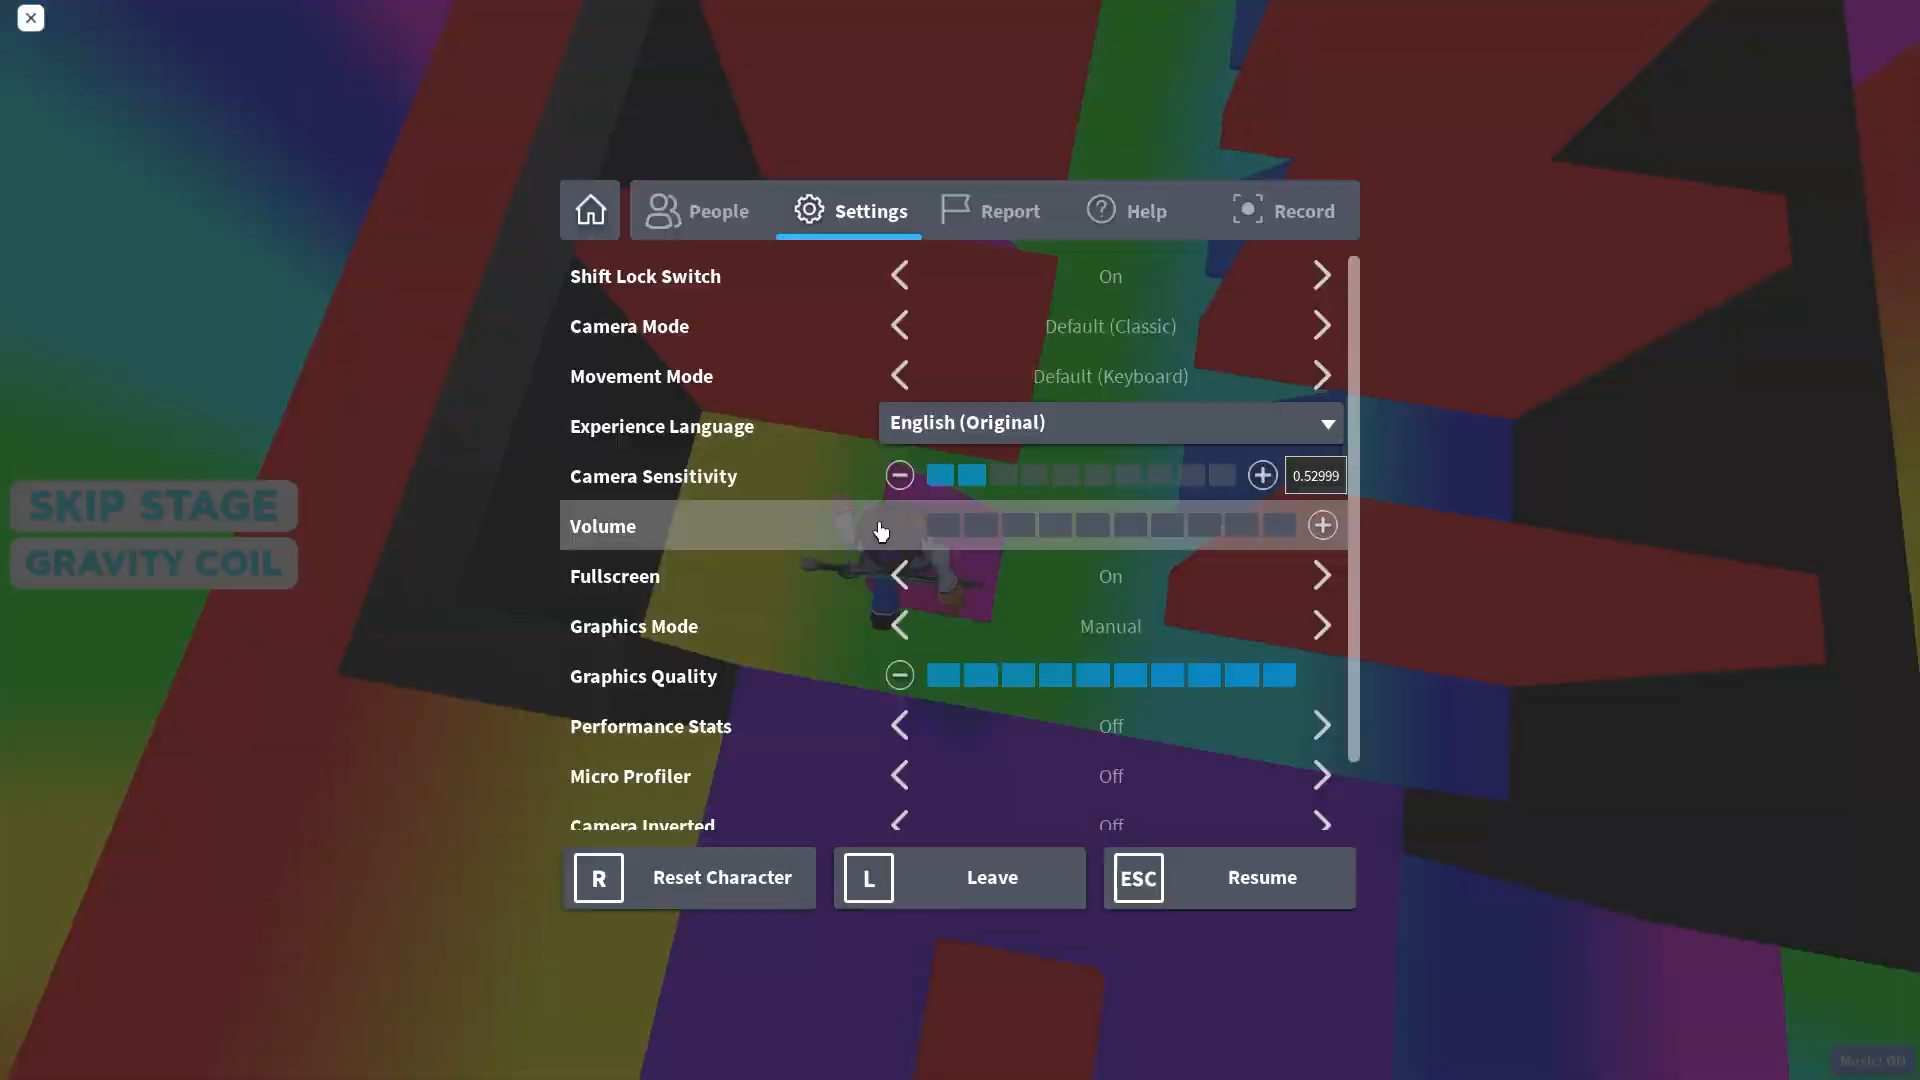 People
Settings
Report
Help
Record
Shift Lock Switch
On
Camera Mode
Default (Classic)
Movement Mode
Default (Keyboard)
Experience Language
English (Original)
Camera Sensitivity
0.52999
Volume
Fullscreen
On
Graphics Mode
Manual
Graphics Quality
Performance Stats
Off
Micro Profiler
Off
Camera Inverted
Off
SKIP STAGE
GRAVITY COIL
R
Reset Character
L
Leave
ESC
Resume
Music: ON